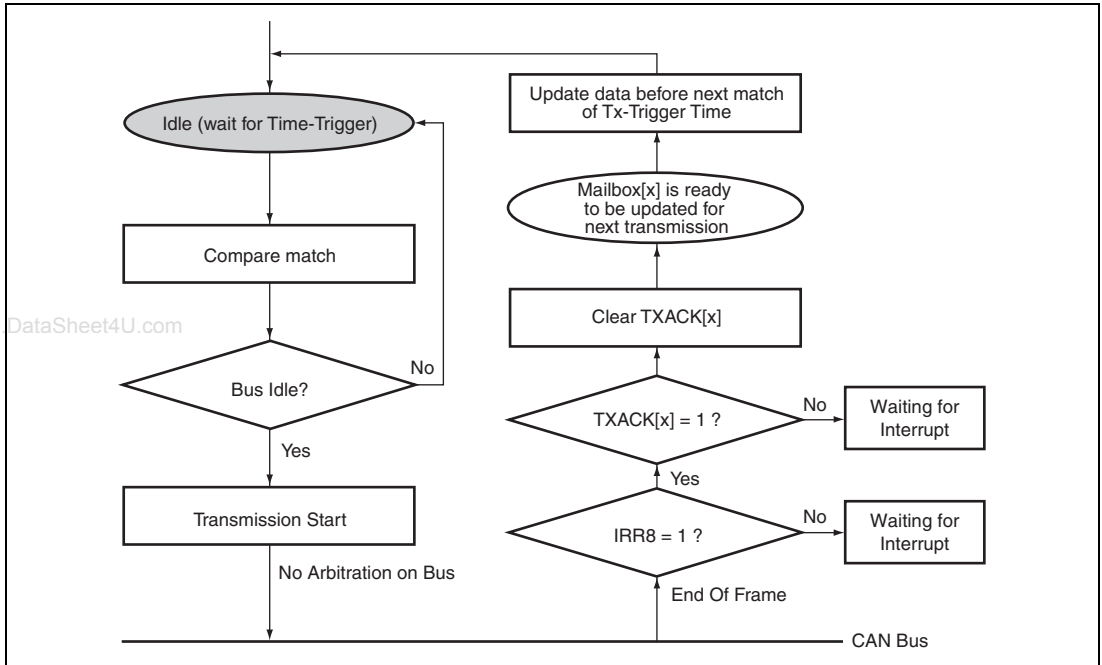 Idle (wait for Time-Trigger)
Compare match
Bus Idle?
No
Yes
Transmission Start
No Arbitration on Bus
Update data before next match
of Tx-Trigger Time
Mailbox[x] is ready
to be updated for
next transmission
Clear TXACK[x]
TXACK[x] = 1 ?
No
Waiting for
Interrupt
Yes
IRR8 = 1 ?
No
Waiting for
Interrupt
End Of Frame
CAN Bus
.DataSheet4U.com